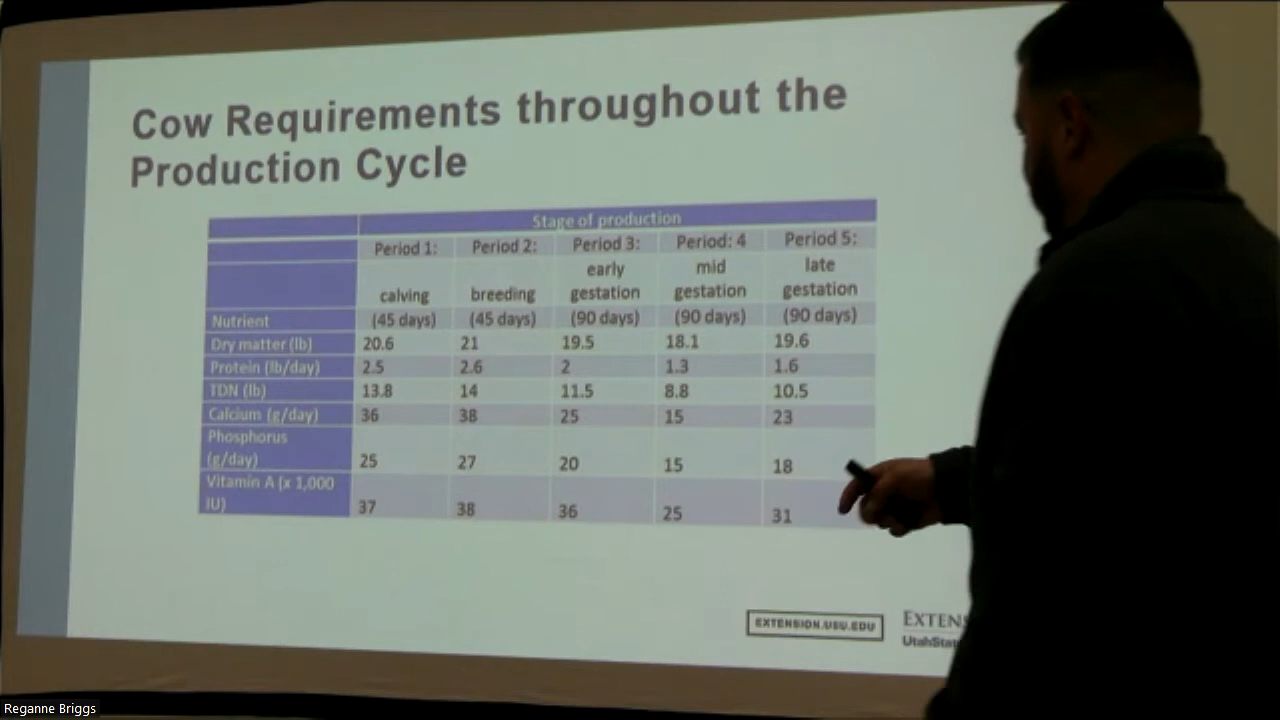 Cow Requirements throughout the
Production Cycle
Stage of production
Period 1: Period 2: Period 3: Period: 4 Period 5:
early mid late
calving breeding gestation gestation gestation
Nutrient (45 days) (45 days) (90 days) (90 days) (90 days)
Dry matter (lb) 20.6 21 19.5 18.1 19.6
Protein (lb/day) 2.5 2.6 2 1.3 1.6
TDN (lb) 13.8 14 11.5 8.8 10.5
Calcium (g/day) 36 38 25 15 23
Phosphorus
(g/day) 25 27 20 15 18
Vitamin A (x 1,000
IU) 37 38 36 25 31
EXTENSION.USU.EDU
EXTENS
UtahStat
Reganne Briggs